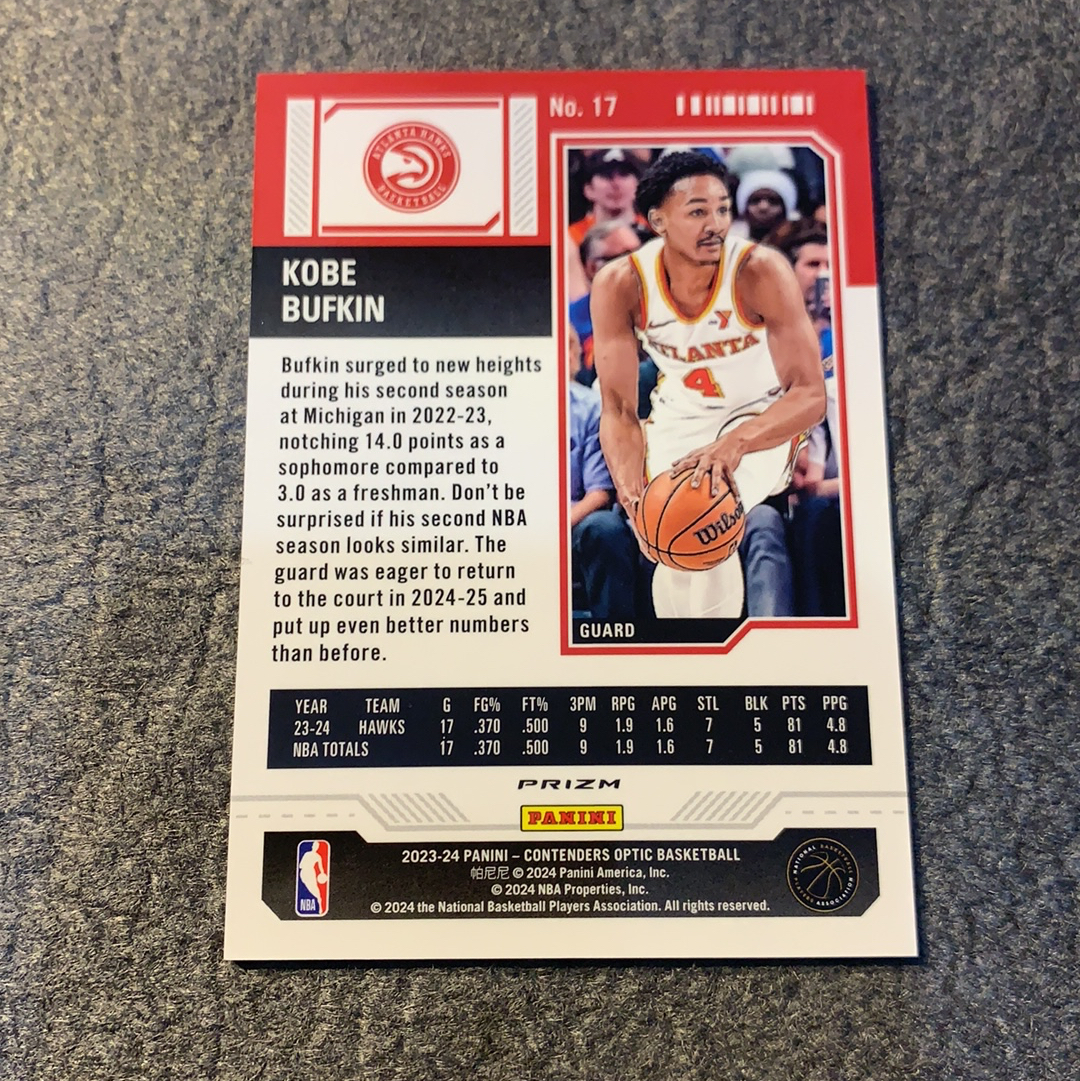 ATLANTA HAWKS
BASKETBALL
No. 17
KOBE
BUFKIN
Bufkin surged to new heights
during his second season
at Michigan in 2022-23,
notching 14.0 points as a
sophomore compared to
3.0 as a freshman. Don't be
surprised if his second NBA
season looks similar. The
guard was eager to return
to the court in 2024-25 and
put up even better numbers
than before.
Y
ATLANTA
4
Wilson
GUARD
YEAR TEAM G FG% FT% 3PM RPG APG STL BLK PTS PPG
23-24 HAWKS 17 .370 .500 9 1.9 1.6 7 5 81 4.8
NBA TOTALS 17 .370 .500 9 1.9 1.6 7 5 81 4.8
PRIZM
PANINI
NBA
2023-24 PANINI – CONTENDERS OPTIC BASKETBALL
帕尼尼 © 2024 Panini America, Inc.
© 2024 NBA Properties, Inc.
© 2024 the National Basketball Players Association. All rights reserved.
NATIONAL BASKETBALL
PLAYERS ASSOCIATION